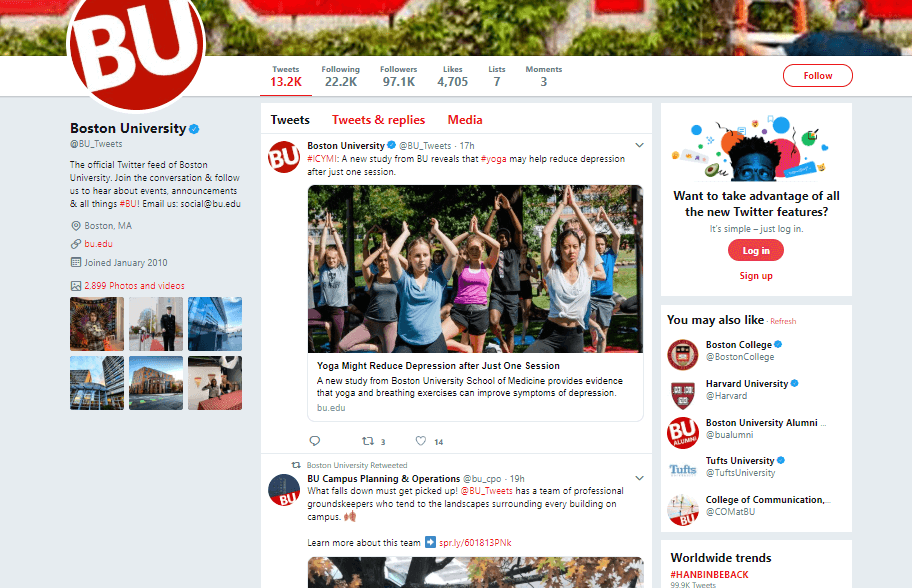 BU
Tweets
13.2K
Following
22.2K
Followers
97.1K
Likes
4,705
Lists
7
Moments
3
Follow
Boston University
@BU_Tweets
The official Twitter feed of Boston
University. Join the conversation & follow
us to hear about events, announcements
& all things #BU! Email us: social@bu.edu
Boston, MA
bu.edu
Joined January 2010
2,899 Photos and videos
Tweets Tweets & replies Media
BU
Boston University @BU_Tweets · 17h
#ICYMI: A new study from BU reveals that #yoga may help reduce depression
after just one session.
Yoga Might Reduce Depression after Just One Session
A new study from Boston University School of Medicine provides evidence
that yoga and breathing exercises can improve symptoms of depression.
bu.edu
3 14
Boston University Retweeted
BU
BU Campus Planning & Operations @bu_cpo · 19h
What falls down must get picked up! @BU_Tweets has a team of professional
groundskeepers who tend to the landscapes surrounding every building on
campus. 🍂
Learn more about this team ➡ spr.ly/601813PNk
Want to take advantage of all
the new Twitter features?
It's simple – just log in.
Log in
Sign up
You may also like · Refresh
Boston College
@BostonCollege
Harvard University
@Harvard
BU
ALUMNI
Boston University Alumni ...
@bualumni
Tufts
Tufts University
@TuftsUniversity
BU
College of Communication,...
@COMatBU
Worldwide trends
#HANBINBEBACK
99.9K Tweets